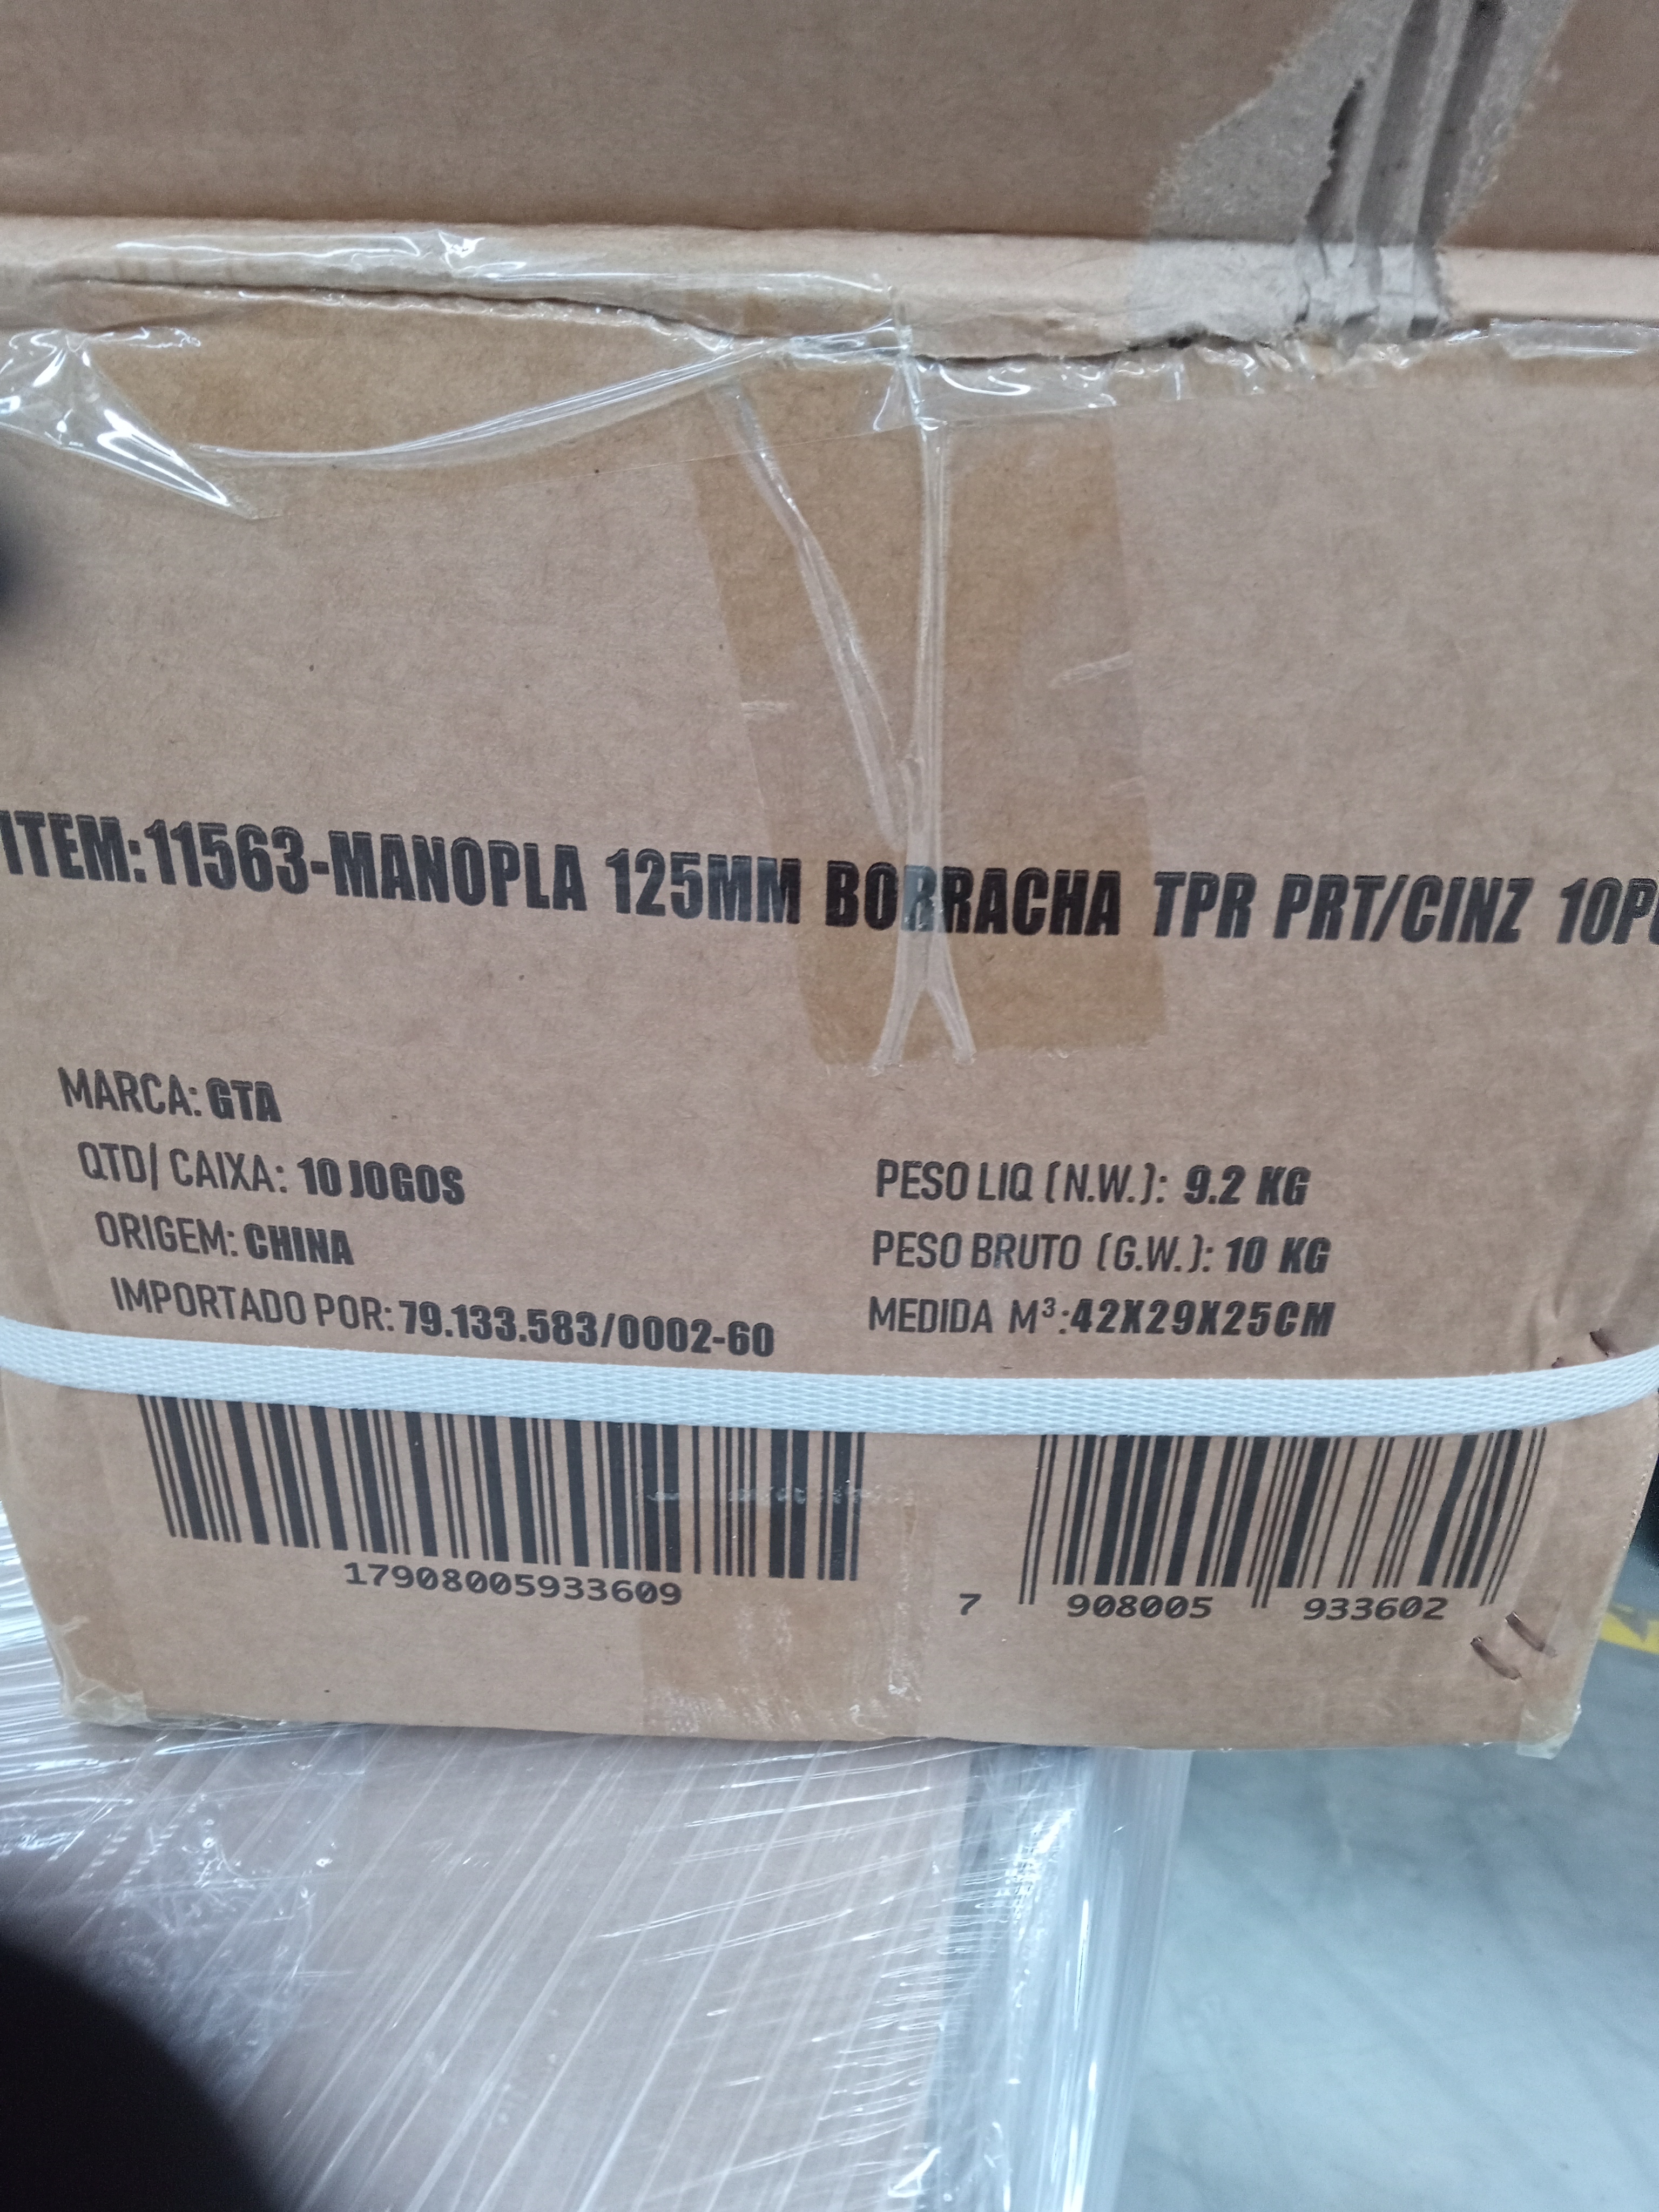 ITEM:11563-MANOPLA 125MM BORRACHA TPR PRT/CINZ
MARCA: GTA
QTD/ CAIXA: 10 JOGOS
ORIGEM: CHINA
IMPORTADO POR: 79.133.583/0002-60
PESO LIQ (N.W.): 9.2 KG
PESO BRUTO (G.W.): 10 KG
MEDIDA M³:42X29X25CM
17908005933609
7 908005 933602